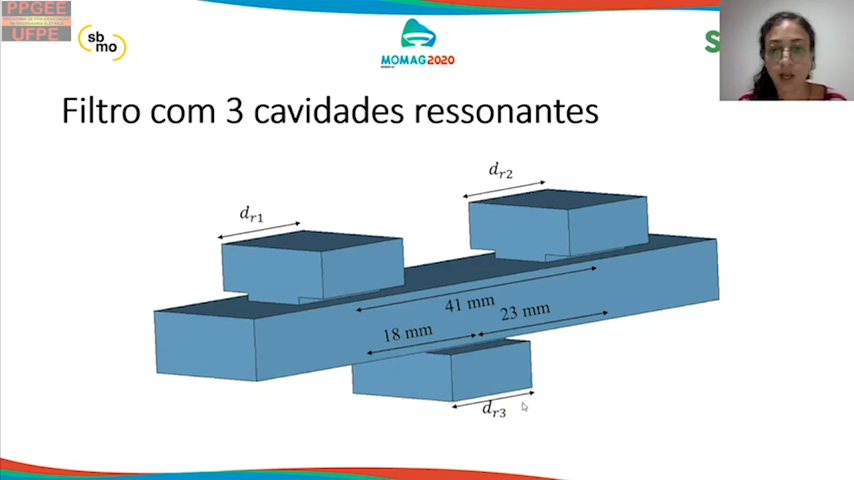 PPGEE
UFPE
sb
mo
MOMAG2020
S
Filtro com 3 cavidades ressonantes
d_{r1}
d_{r2}
41 mm
18 mm
23 mm
d_{r3}